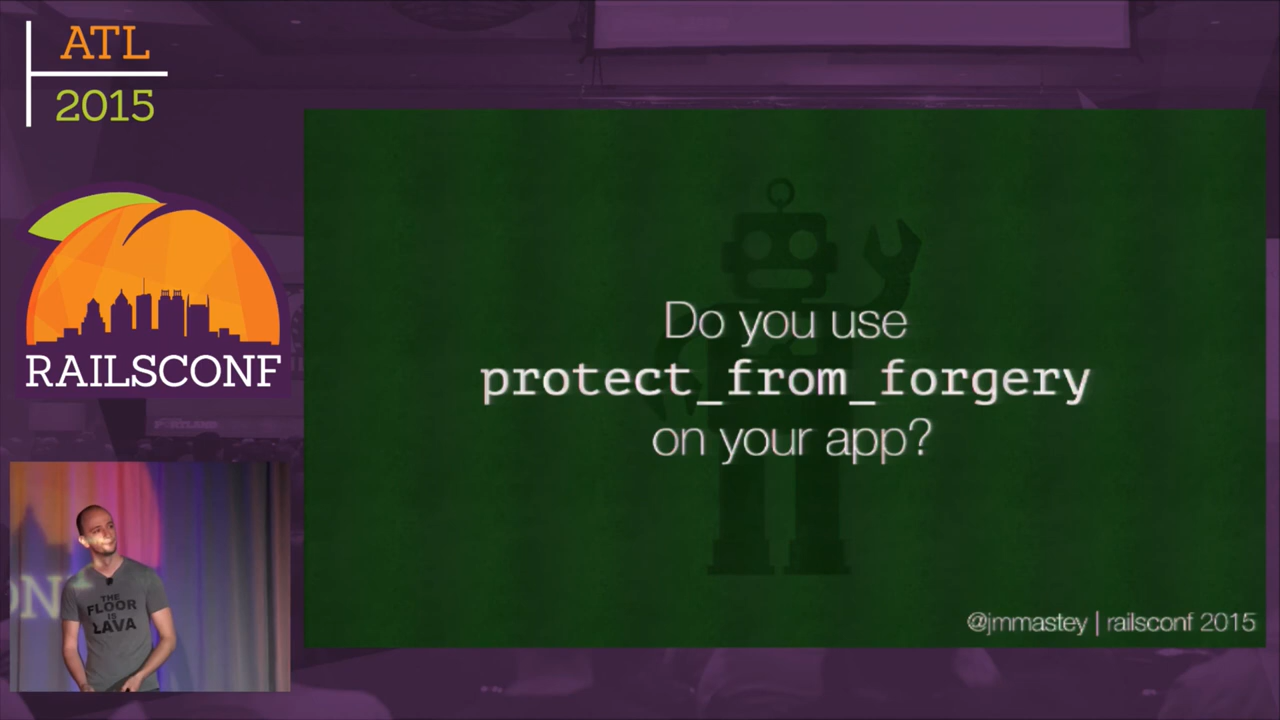 ATL
2015
RAILSCONF
Do you use
protect_from_forgery
on your app?
@jmmastey | railsconf 2015
THE
FLOOR
IS
LAVA